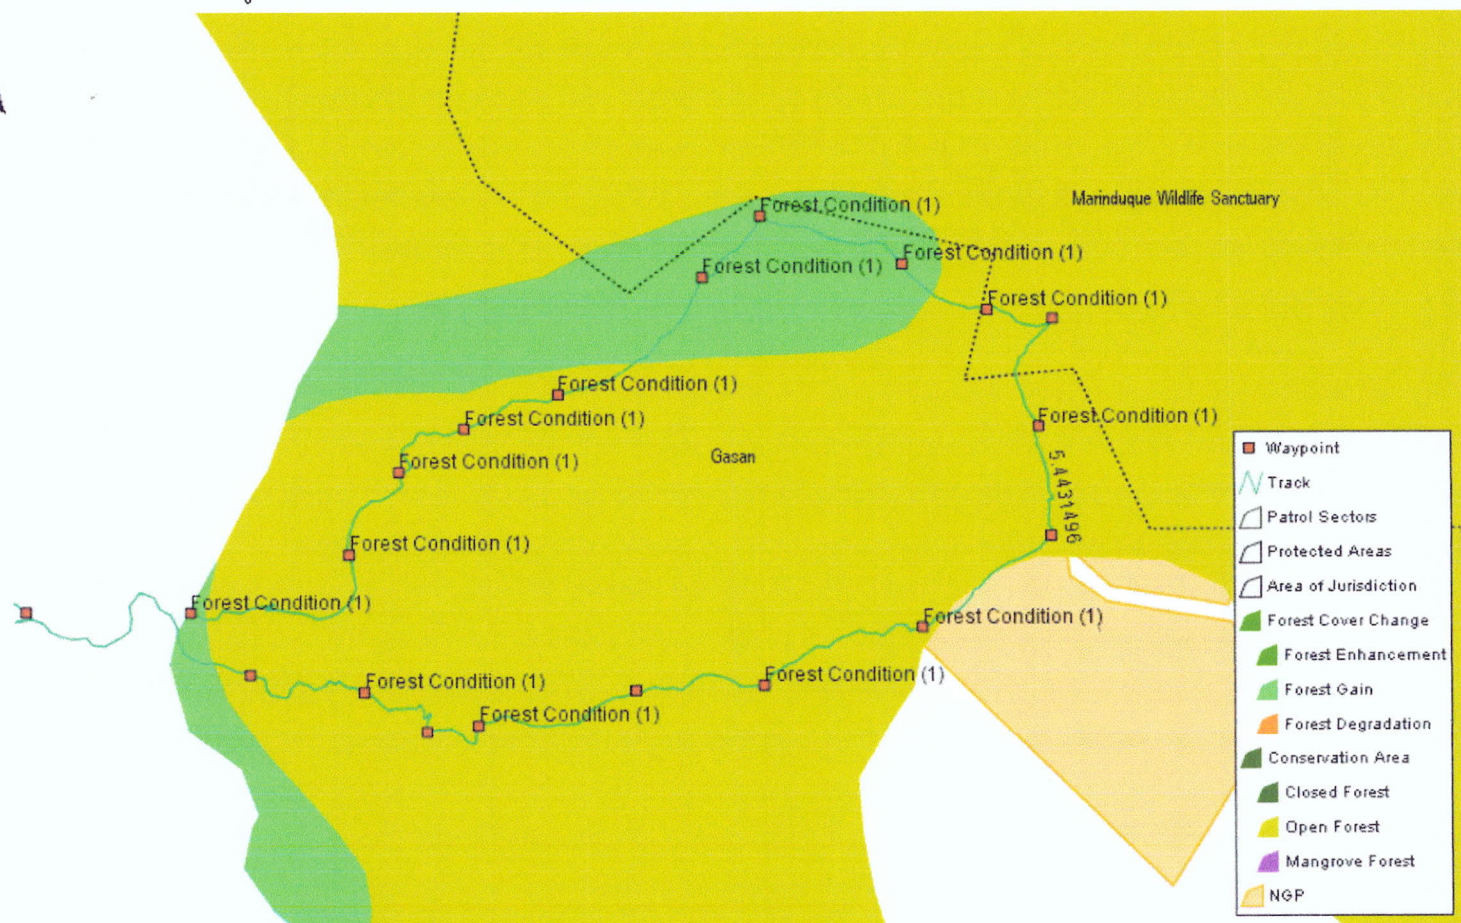 Marinduque Wildlife Sanctuary
Forest Condition (1)
Forest Condition (1)
Forest Condition (1)
Forest Condition (1)
Forest Condition (1)
Forest Condition (1)
Forest Condition (1)
Forest Condition (1)
Gasan
5.4431496
Forest Condition (1)
Forest Condition (1)
Forest Condition (1)
Forest Condition (1)
Forest Condition (1)
Forest Condition (1)
Waypoint
Track
Patrol Sectors
Protected Areas
Area of Jurisdiction
Forest Cover Change
Forest Enhancement
Forest Gain
Forest Degradation
Conservation Area
Closed Forest
Open Forest
Mangrove Forest
NGP